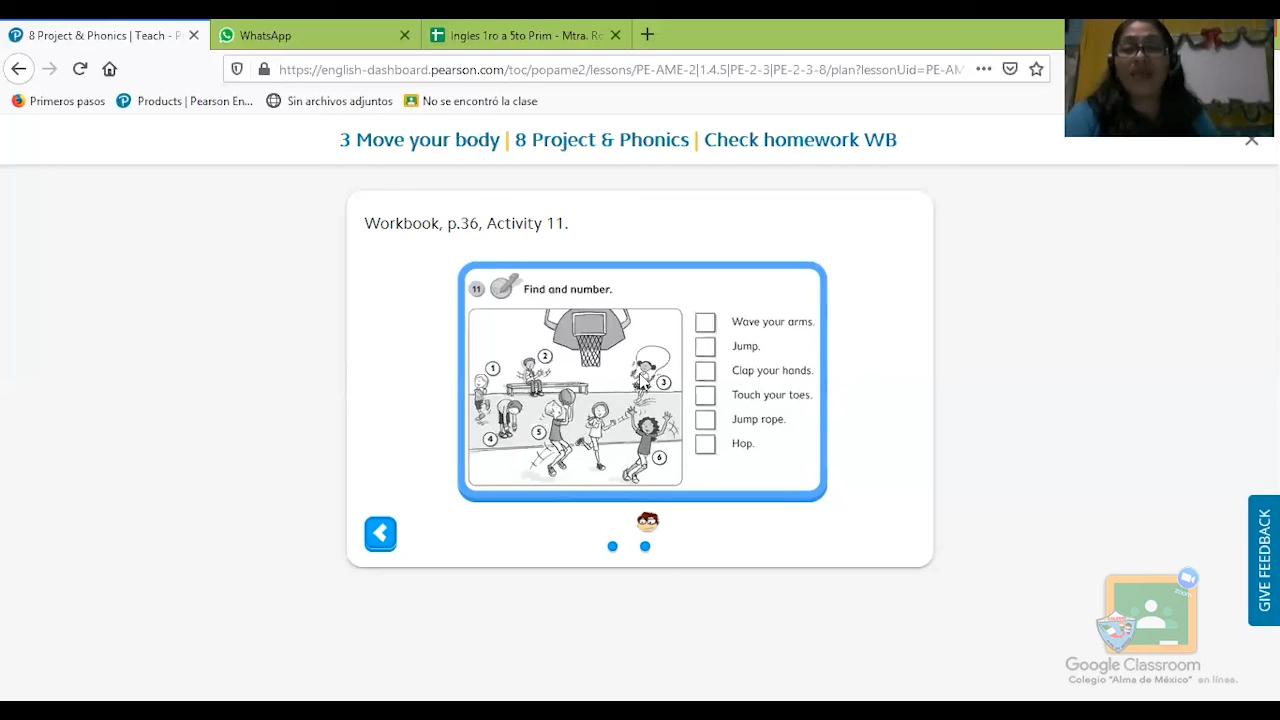 8 Project & Phonics | Teach - P
WhatsApp
Ingles 1ro a 5to Prim - Mtra. Ro
https://english-dashboard.pearson.com/toc/popame2/lessons/PE-AME-2|1.4.5|PE-2-3|PE-2-3-8/plan?lessonUid=PE-AM
Primeros pasos
Products | Pearson En...
Sin archivos adjuntos
No se encontró la clase
3 Move your body | 8 Project & Phonics | Check homework WB
Workbook, p.36, Activity 11.
11 Find and number.
1
2
3
4
5
6
Wave your arms.
Jump.
Clap your hands.
Touch your toes.
Jump rope.
Hop.
GIVE FEEDBACK
zoom
Google Classroom
Colegio "Alma de México" en línea.